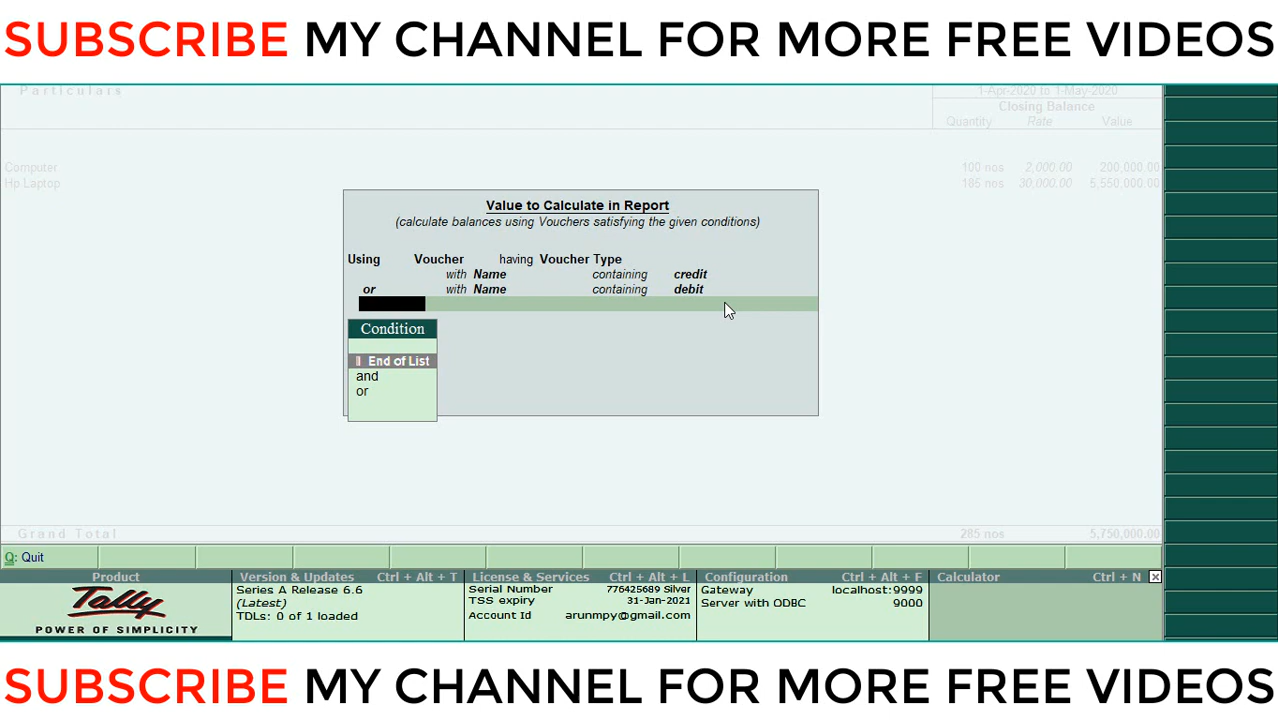 SUBSCRIBE MY CHANNEL FOR MORE FREE VIDEOS
Particulars
1-Apr-2020 to 1-May-2020
Closing Balance
Quantity Rate Value
Computer 100 nos 2,000.00 200,000.00
Hp Laptop 185 nos 30,000.00 5,550,000.00
Value to Calculate in Report
(calculate balances using Vouchers satisfying the given conditions)
Using Voucher having Voucher Type
with Name containing credit
or with Name containing debit
Condition
End of List
and
or
Grand Total 285 nos 5,750,000.00
Q: Quit
Product Version & Updates Ctrl + Alt + T License & Services Ctrl + Alt + L Configuration Ctrl + Alt + F Calculator Ctrl + N x
Tally
POWER OF SIMPLICITY
Series A Release 6.6
(Latest)
TDLs: 0 of 1 loaded
Serial Number 776425689 Silver
TSS expiry 31-Jan-2021
Account Id arunmpy@gmail.com
Gateway localhost:9999
Server with ODBC 9000
SUBSCRIBE MY CHANNEL FOR MORE FREE VIDEOS